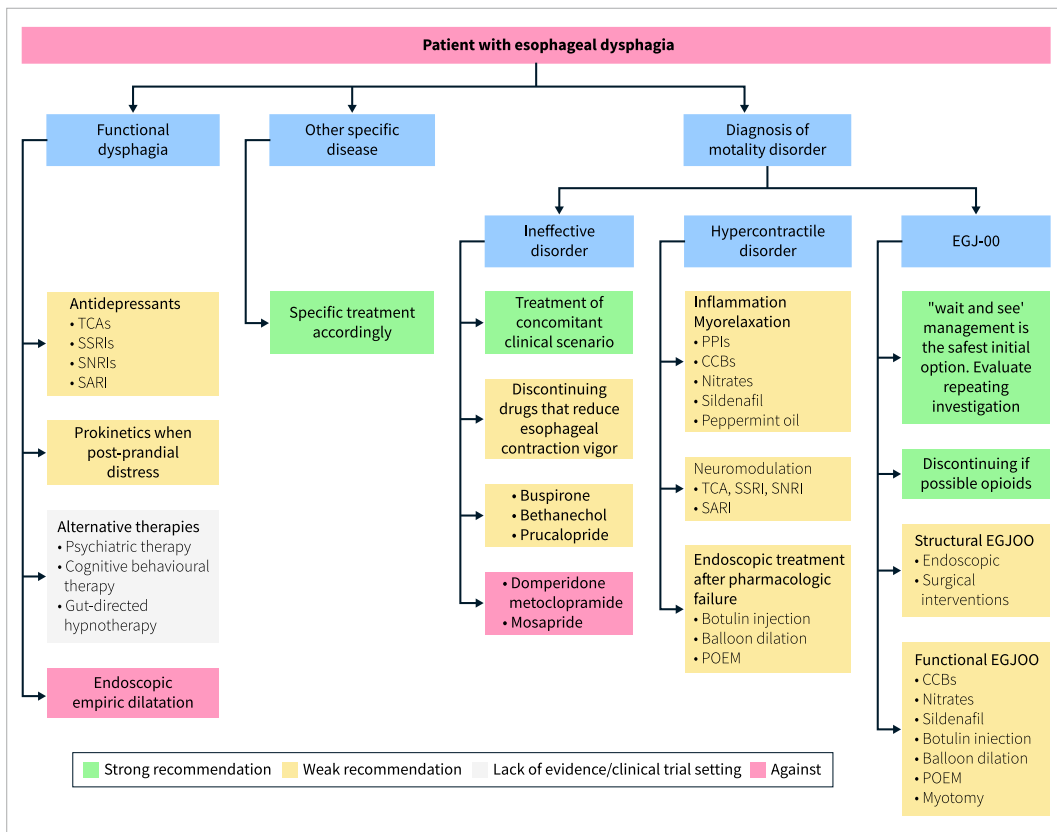 Patient with esophageal dysphagia
Functional
dysphagia
Other specific
disease
Diagnosis of
motality disorder
Ineffective
disorder
Hypercontractile
disorder
EGJ-00
Antidepressants
• TCAs
• SSRIs
• SNRIs
• SARI
Prokinetics when
post-prandial
distress
Alternative therapies
• Psychiatric therapy
• Cognitive behavioural
therapy
• Gut-directed
hypnotherapy
Endoscopic
empiric dilatation
Specific treatment
accordingly
Treatment of
concomitant
clinical scenario
Discontinuing
drugs that reduce
esophageal
contraction vigor
• Buspirone
• Bethanechol
• Prucalopride
• Domperidone
metoclopramide
• Mosapride
Inflammation
Myorelaxation
• PPIs
• CCBs
• Nitrates
• Sildenafil
• Peppermint oil
Neuromodulation
• TCA, SSRI, SNRI
• SARI
Endoscopic treatment
after pharmacologic
failure
• Botulin injection
• Balloon dilation
• POEM
"wait and see'
management is
the safest initial
option. Evaluate
repeating
investigation
Discontinuing if
possible opioids
Structural EGJOO
• Endoscopic
• Surgical
interventions
Functional EGJOO
• CCBs
• Nitrates
• Sildenafil
• Botulin injection
• Balloon dilation
• POEM
• Myotomy
Strong recommendation
Weak recommendation
Lack of evidence/clinical trial setting
Against